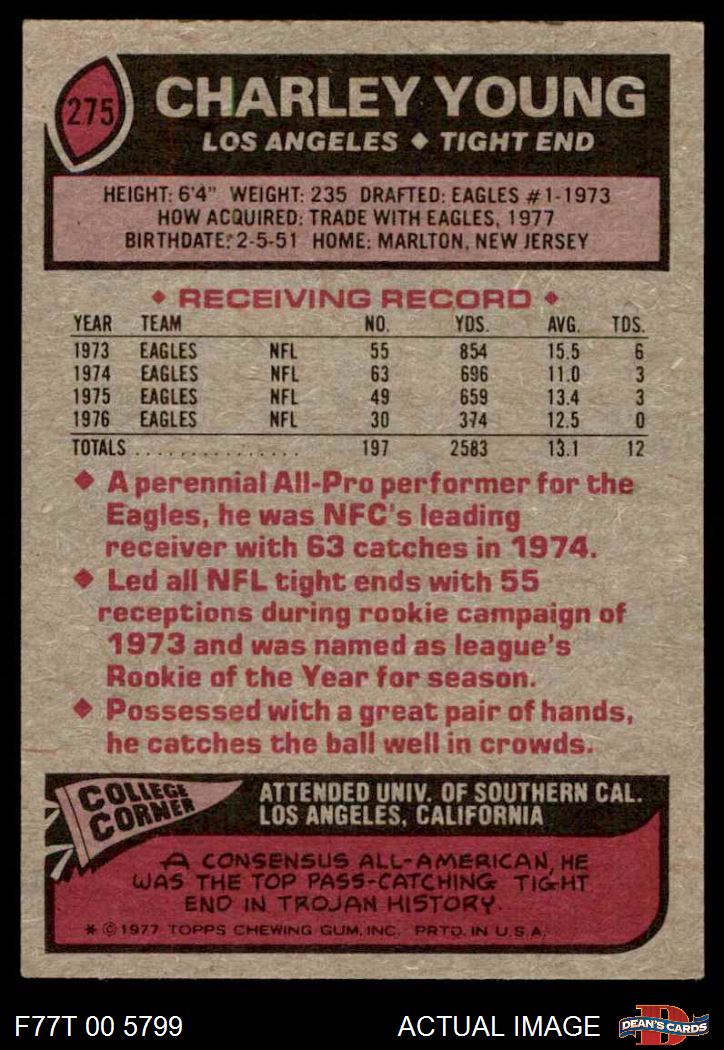 275
CHARLEY YOUNG
LOS ANGELES ◆ TIGHT END
HEIGHT: 6'4" WEIGHT: 235 DRAFTED: EAGLES #1-1973
HOW ACQUIRED: TRADE WITH EAGLES, 1977
BIRTHDATE: 2-5-51 HOME: MARLTON, NEW JERSEY
◆ RECEIVING RECORD ◆
YEAR TEAM NO. YDS. AVG. TDS.
1973 EAGLES NFL 55 854 15.5 6
1974 EAGLES NFL 63 696 11.0 3
1975 EAGLES NFL 49 659 13.4 3
1976 EAGLES NFL 30 374 12.5 0
TOTALS ................ 197 2583 13.1 12
◆ A perennial All-Pro performer for the
Eagles, he was NFC's leading
receiver with 63 catches in 1974.
◆ Led all NFL tight ends with 55
receptions during rookie campaign of
1973 and was named as league's
Rookie of the Year for season.
◆ Possessed with a great pair of hands,
he catches the ball well in crowds.
COLLEGE
CORNER
ATTENDED UNIV. OF SOUTHERN CAL.
LOS ANGELES, CALIFORNIA
A CONSENSUS ALL-AMERICAN, HE
WAS THE TOP PASS-CATCHING TIGHT
END IN TROJAN HISTORY.
* © 1977 TOPPS CHEWING GUM, INC. PRTD. IN U.S.A.
F77T 00 5799
ACTUAL IMAGE
D
DEAN'S CARDS